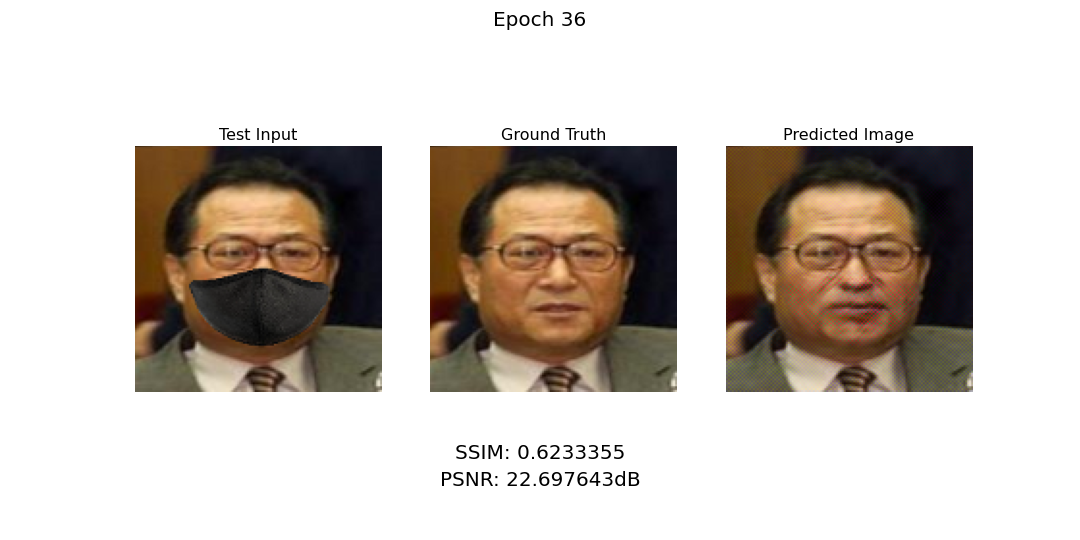 Epoch 36
Test Input
Ground Truth
Predicted Image
SSIM: 0.6233355
PSNR: 22.697643dB